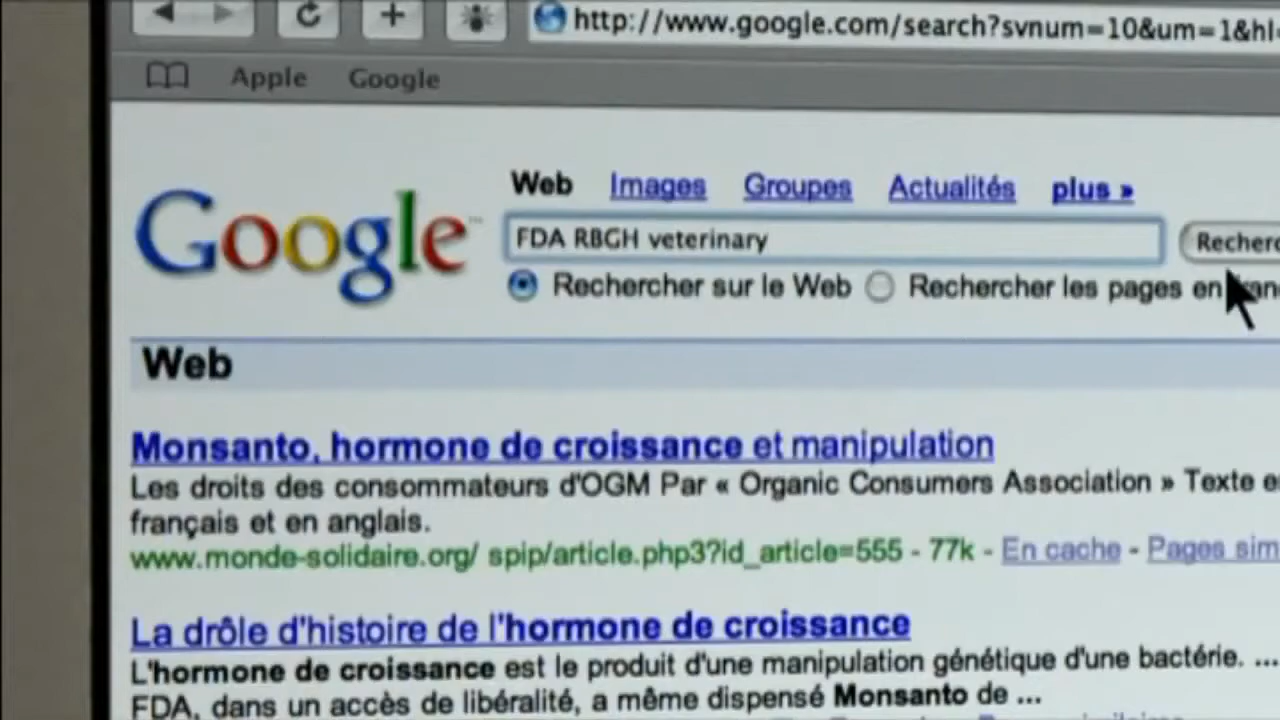 http://www.google.com/search?svnum=10&um=1&hl=
Apple Google
Google™
Web Images Groupes Actualités plus »
FDA RBGH veterinary
Rechercher sur le Web Rechercher les pages en
Web
Monsanto, hormone de croissance et manipulation
Les droits des consommateurs d'OGM Par « Organic Consumers Association » Texte
français et en anglais.
www.monde-solidaire.org/ spip/article.php3?id_article=555 - 77k - En cache - Pages
La drôle d'histoire de l'hormone de croissance
L'hormone de croissance est le produit d'une manipulation génétique d'une bactérie. ...
FDA, dans un accès de libéralité, a même dispensé Monsanto de ...